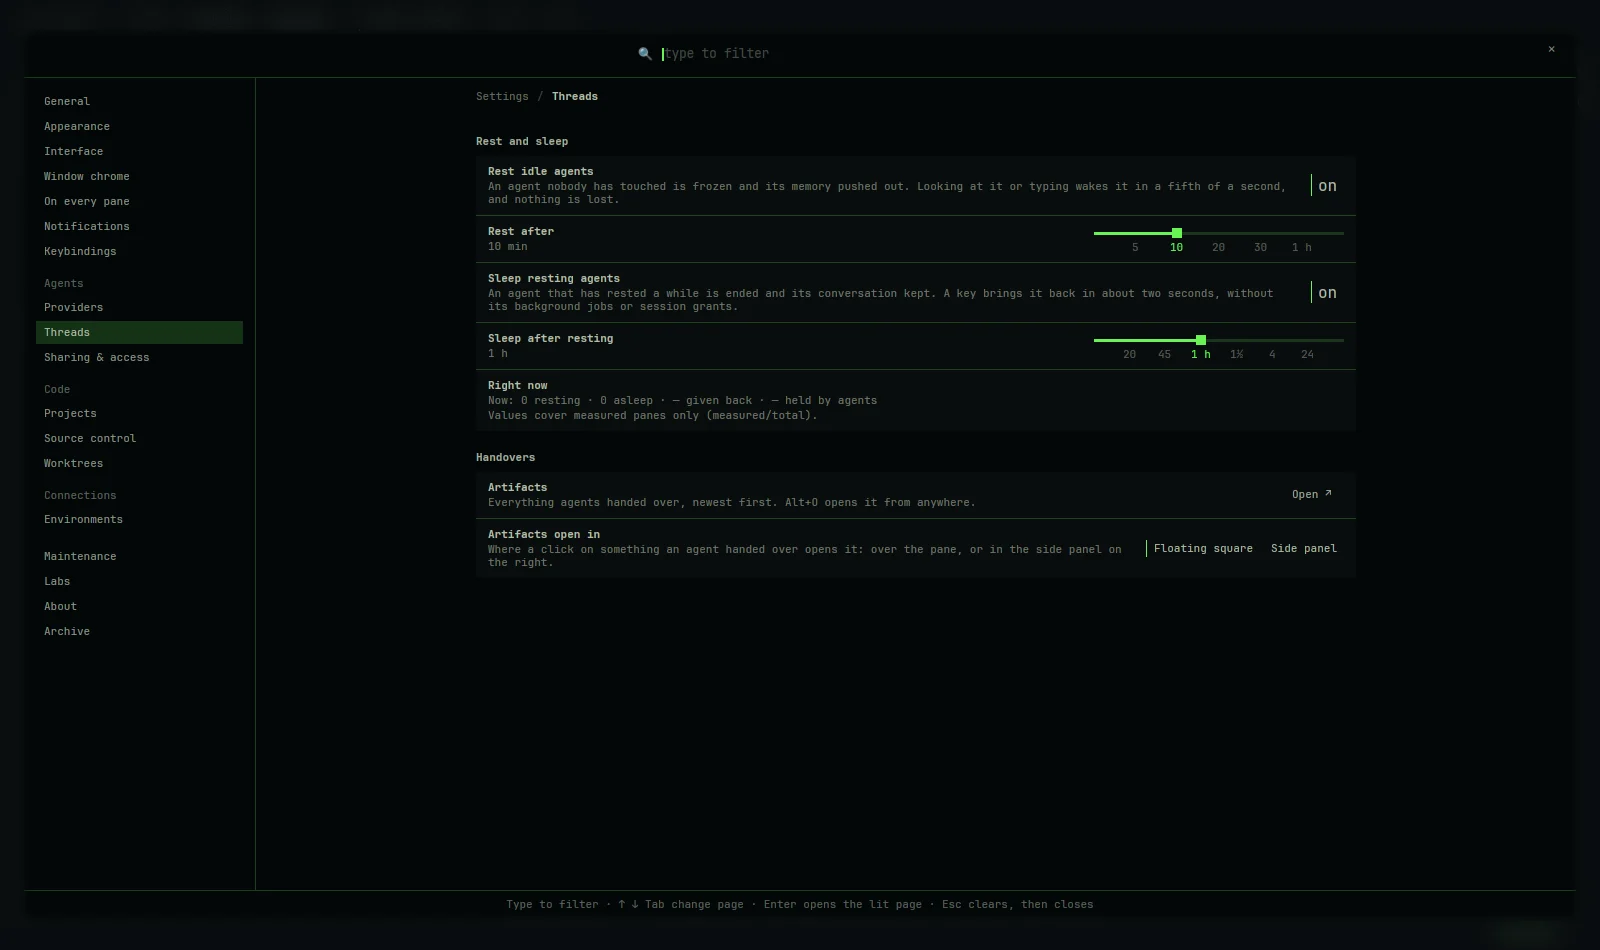 type to filter
×
General
Appearance
Interface
Window chrome
On every pane
Notifications
Keybindings
Agents
Providers
Threads
Sharing & access
Code
Projects
Source control
Worktrees
Connections
Environments
Maintenance
Labs
About
Archive
Settings / Threads
Rest and sleep
Rest idle agents
An agent nobody has touched is frozen and its memory pushed out. Looking at it or typing wakes it in a fifth of a second,
and nothing is lost.
on
Rest after
10 min
5 10 20 30 1 h
Sleep resting agents
An agent that has rested a while is ended and its conversation kept. A key brings it back in about two seconds, without
its background jobs or session grants.
on
Sleep after resting
1 h
20 45 1 h 1½ 4 24
Right now
Now: 0 resting · 0 asleep · — given back · — held by agents
Values cover measured panes only (measured/total).
Handovers
Artifacts
Everything agents handed over, newest first. Alt+O opens it from anywhere.
Open ↗
Artifacts open in
Where a click on something an agent handed over opens it: over the pane, or in the side panel on
the right.
Floating square Side panel
Type to filter · ↑ ↓ Tab change page · Enter opens the lit page · Esc clears, then closes